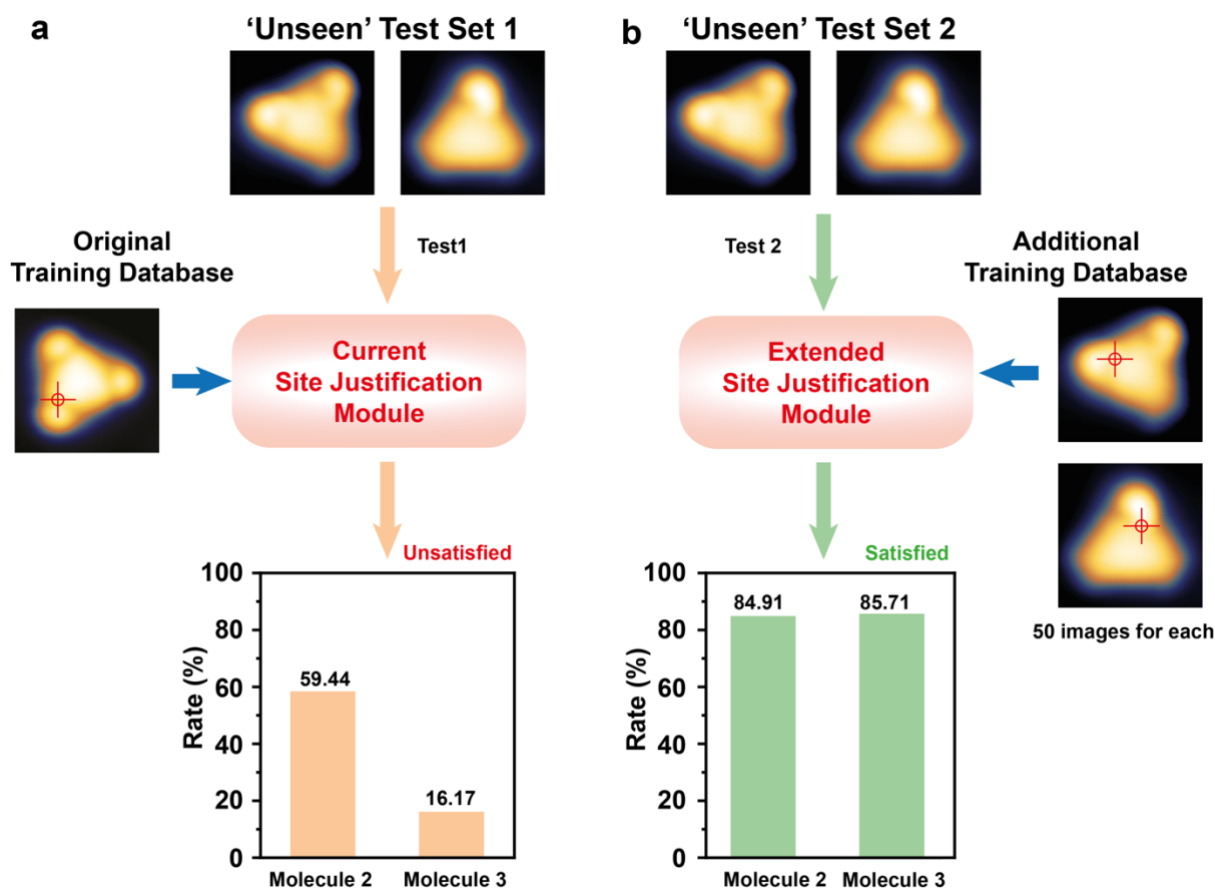 a
'Unseen' Test Set 1
Test1
Original
Training Database
Current
Site Justification
Module
Unsatisfied
Rate (%)
100
80
60
40
20
0
59.44
16.17
Molecule 2
Molecule 3
b
'Unseen' Test Set 2
Test 2
Additional
Training Database
Extended
Site Justification
Module
50 images for each
Satisfied
Rate (%)
100
80
60
40
20
0
84.91
85.71
Molecule 2
Molecule 3